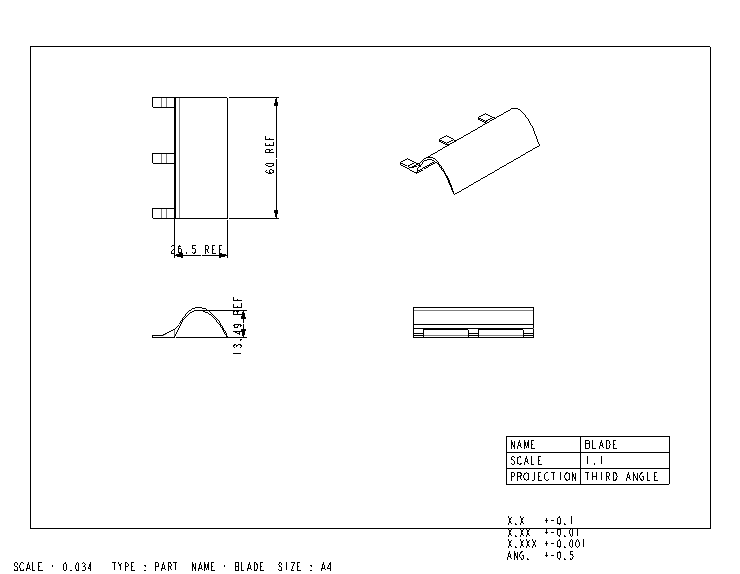 60 REF
26.5 REF
13.49 REF
NAME BLADE
SCALE 1.1
PROJECTION THIRD ANGLE
X.X +-0.1
X.XX +-0.01
X.XXX +-0.001
ANG. +-0.5
SCALE : 0.034 TYPE : PART NAME : BLADE SIZE : A4